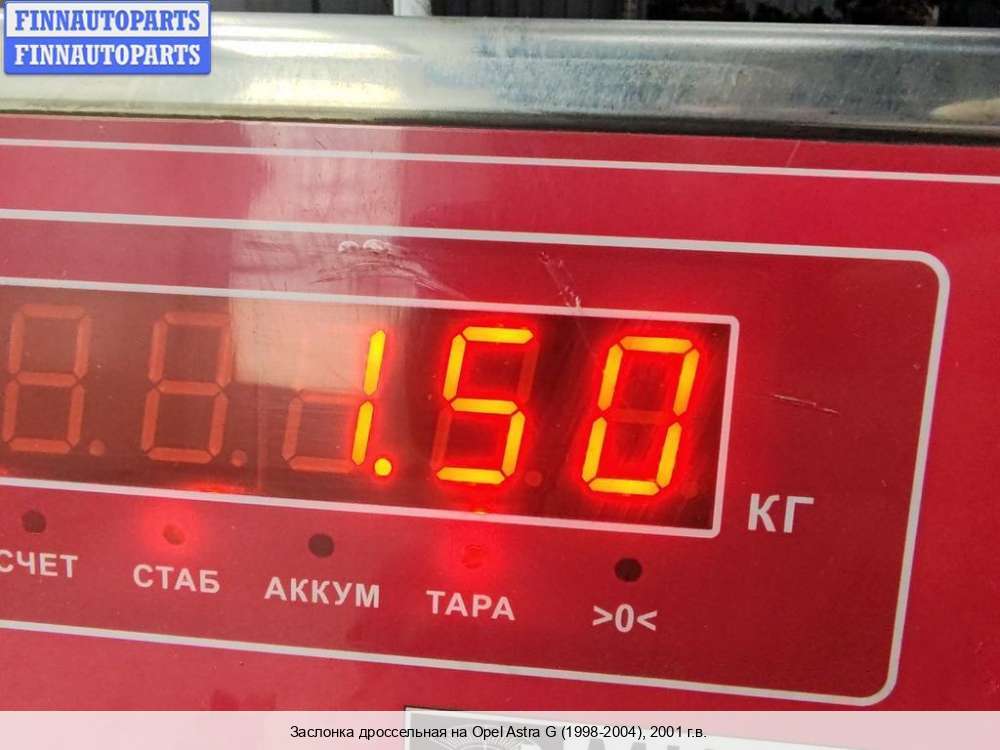 FINNAUTOPARTS
FINNAUTOPARTS
1.50
КГ
СЧЕТ СТАБ АККУМ ТАРА >0<
Заслонка дроссельная на Opel Astra G (1998-2004), 2001 г.в.